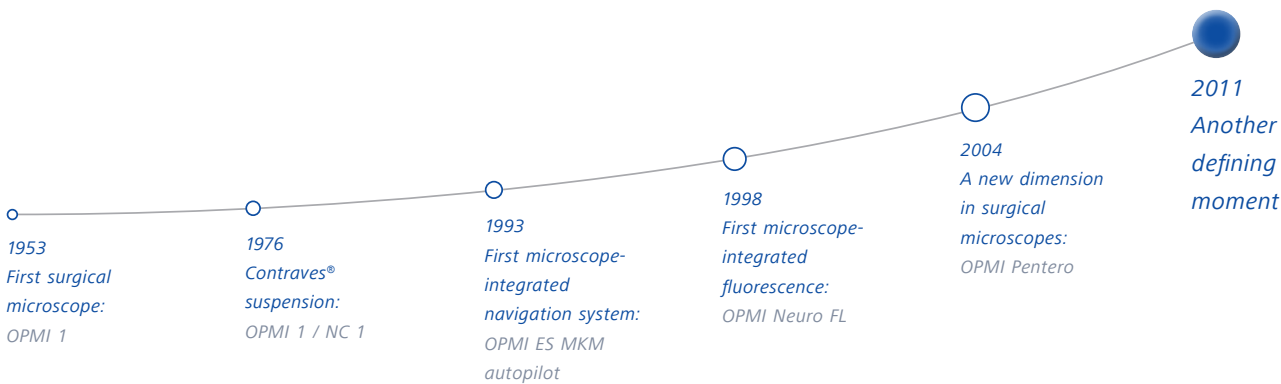 1953
First surgical
microscope:
OPMI 1
1976
Contraves®
suspension:
OPMI 1 / NC 1
1993
First microscope-
integrated
navigation system:
OPMI ES MKM
autopilot
1998
First microscope-
integrated
fluorescence:
OPMI Neuro FL
2004
A new dimension
in surgical
microscopes:
OPMI Pentero
2011
Another
defining
moment